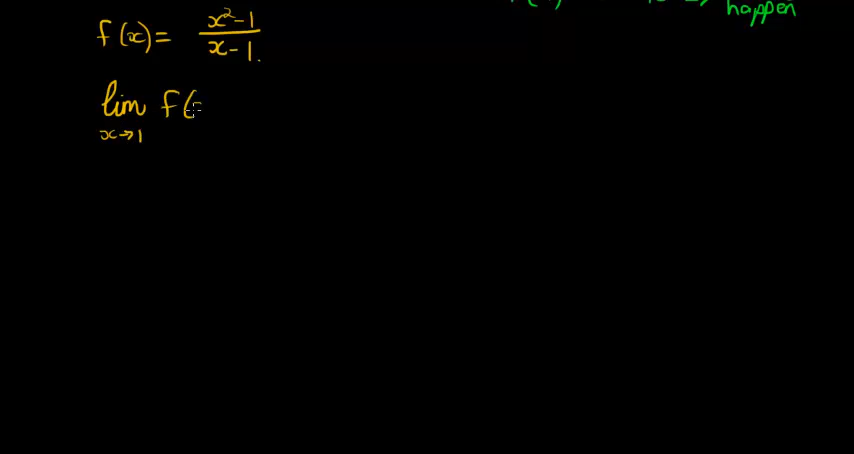 happen
f(x) = x²-1 / x-1.
lim f(
x→1